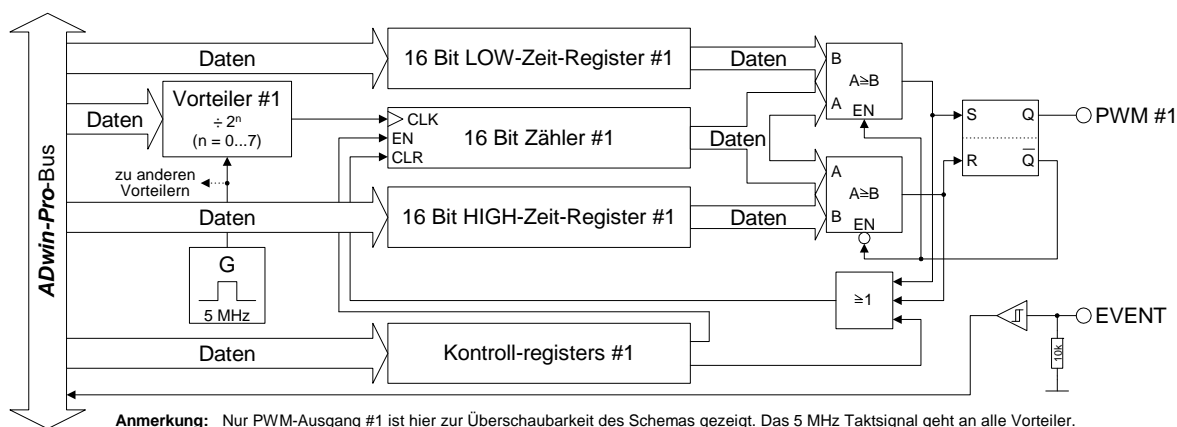 ADwin-Pro-Bus
Daten
16 Bit LOW-Zeit-Register #1
Daten
B
A≥B
A
EN
Daten
Vorteiler #1
÷ 2ⁿ
(n = 0...7)
CLK
EN
CLR
16 Bit Zähler #1
Daten
S
Q
R
Q
PWM #1
zu anderen
Vorteilern
Daten
16 Bit HIGH-Zeit-Register #1
Daten
A
A≥B
B
EN
G
5 MHz
≥1
EVENT
10k
Daten
Kontroll-registers #1
Anmerkung: Nur PWM-Ausgang #1 ist hier zur Überschaubarkeit des Schemas gezeigt. Das 5 MHz Taktsignal geht an alle Vorteiler.